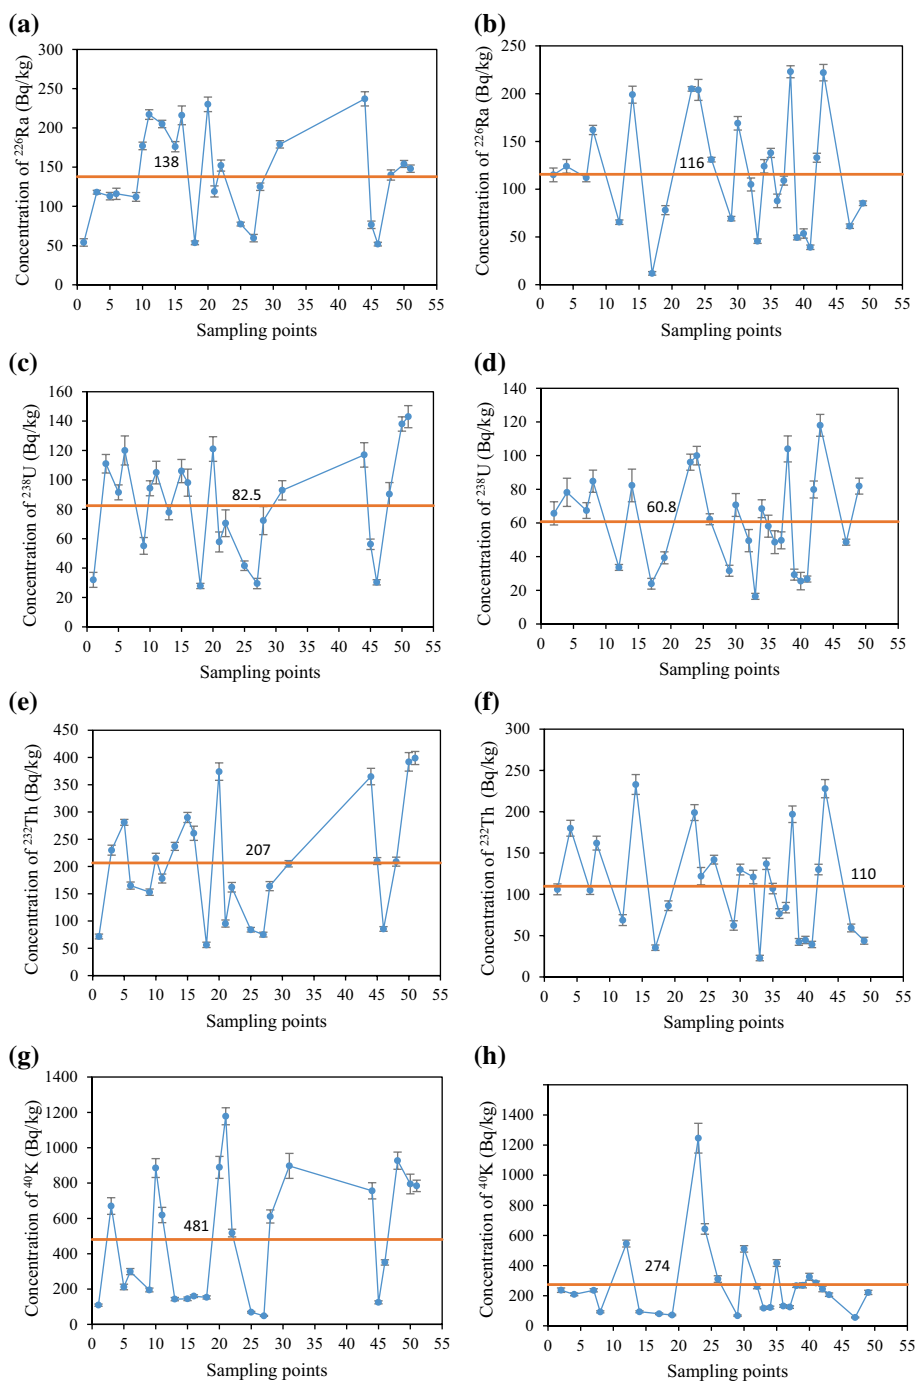 (a)
300
250
200
150
100
50
0
138
0 5 10 15 20 25 30 35 40 45 50 55
Sampling points
Concentration of ²²⁶Ra (Bq/kg)
(b)
250
200
150
100
50
0
116
0 5 10 15 20 25 30 35 40 45 50 55
Sampling points
Concentration of ²²⁶Ra (Bq/kg)
(c)
160
140
120
100
80
60
40
20
0
82.5
0 5 10 15 20 25 30 35 40 45 50 55
Sampling points
Concentration of ²³⁸U (Bq/kg)
(d)
140
120
100
80
60
40
20
0
60.8
0 5 10 15 20 25 30 35 40 45 50 55
Sampling points
Concentration of ²³⁸U (Bq/kg)
(e)
450
400
350
300
250
200
150
100
50
0
207
0 5 10 15 20 25 30 35 40 45 50 55
Sampling points
Concentration of ²³²Th (Bq/kg)
(f)
300
250
200
150
100
50
0
110
0 5 10 15 20 25 30 35 40 45 50 55
Sampling points
Concentration of ²³²Th (Bq/kg)
(g)
1400
1200
1000
800
600
400
200
0
481
0 5 10 15 20 25 30 35 40 45 50 55
Sampling points
Concentration of ⁴⁰K (Bq/kg)
(h)
1400
1200
1000
800
600
400
200
0
274
0 5 10 15 20 25 30 35 40 45 50 55
Sampling points
Concentration of ⁴⁰K (Bq/kg)